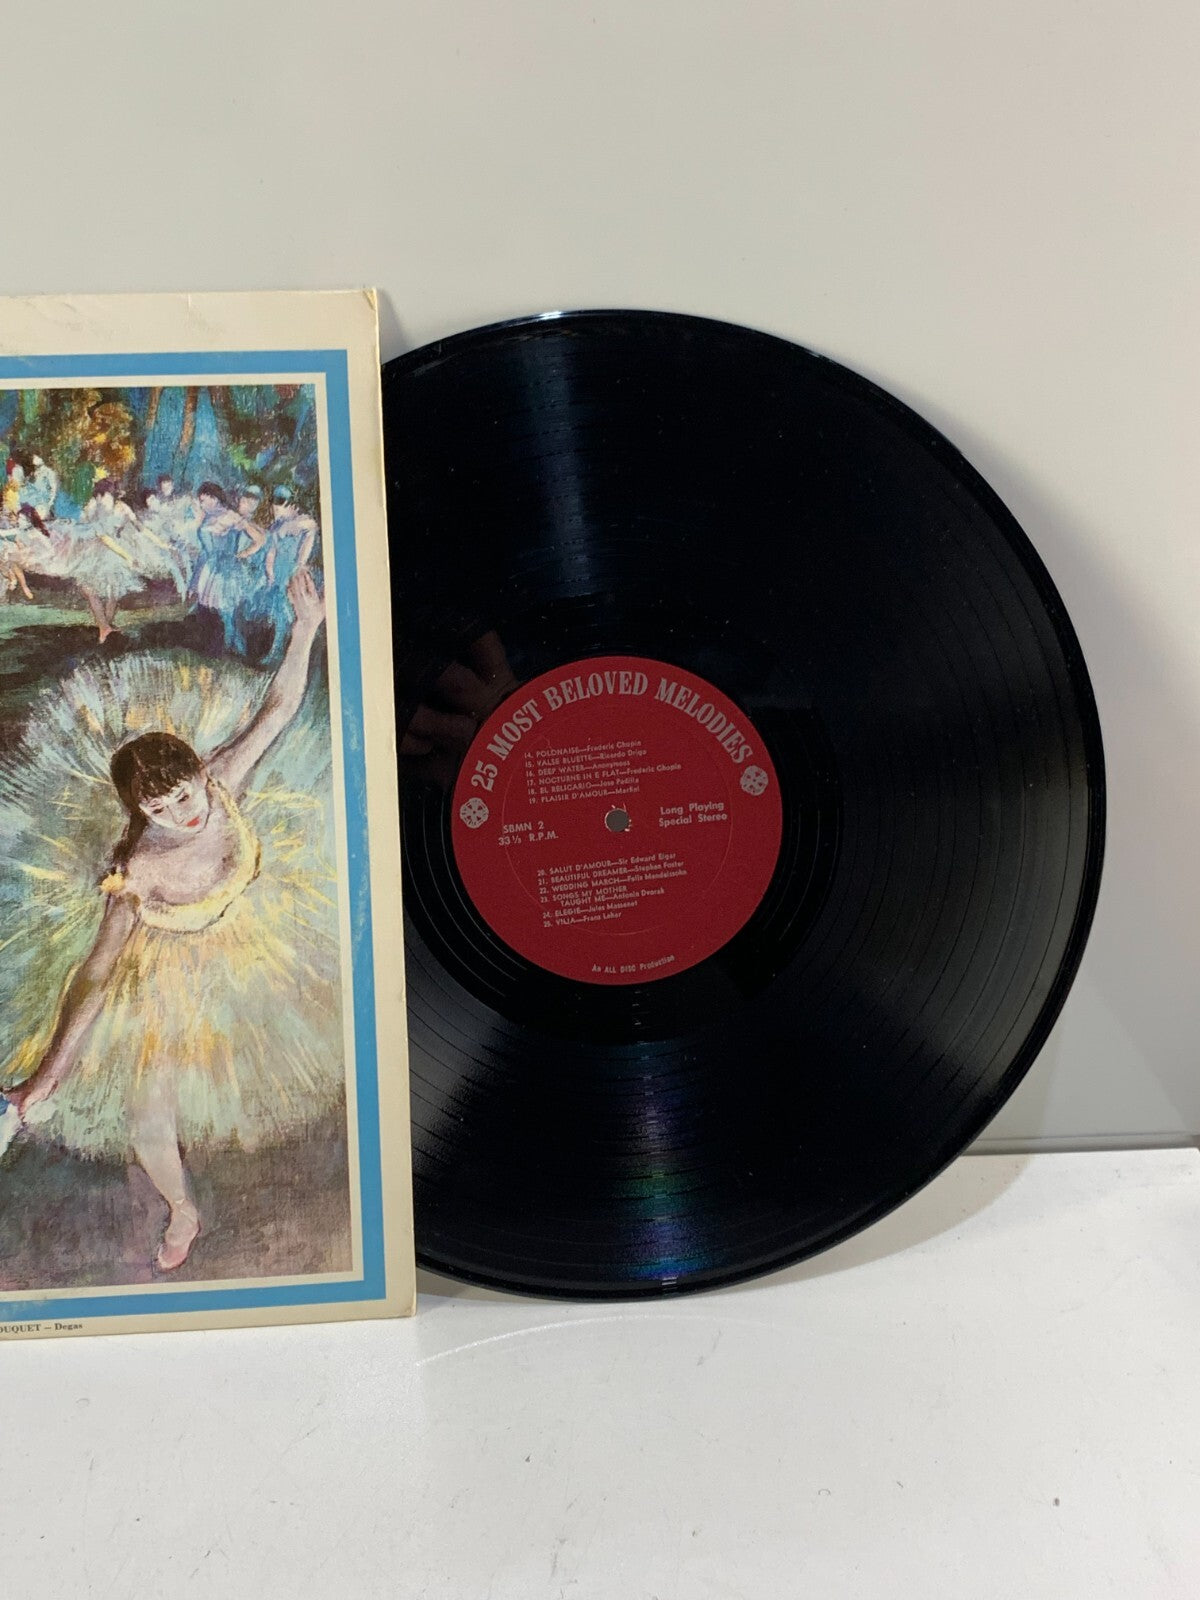 25 MOST BELOVED MELODIES
14. POLONAISE—Frederic Chopin
15. VALSE BLUETTE—Ricardo Drigo
16. DEEP WATER—Anonymous
17. NOCTURNE IN E FLAT—Frederic Chopin
18. EL RELICARIO—Jose Padilla
19. PLAISIR D'AMOUR—Martini
SBMN 2
33⅓ R.P.M.
Long Playing
Special Stereo
20. SALUT D'AMOUR—Sir Edward Elgar
21. BEAUTIFUL DREAMER—Stephen Foster
22. WEDDING MARCH—Felix Mendelssohn
23. SONGS MY MOTHER
TAUGHT ME—Antonin Dvorak
24. ELEGIE—Jules Massenet
25. VILIA—Franz Lehar
An ALL DISC Production
OUQUET — Degas